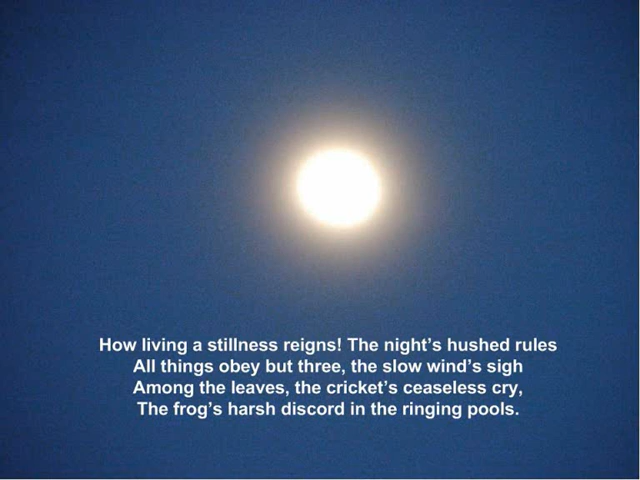 How living a stillness reigns! The night’s hushed rules
All things obey but three, the slow wind’s sigh
Among the leaves, the cricket’s ceaseless cry,
The frog’s harsh discord in the ringing pools.